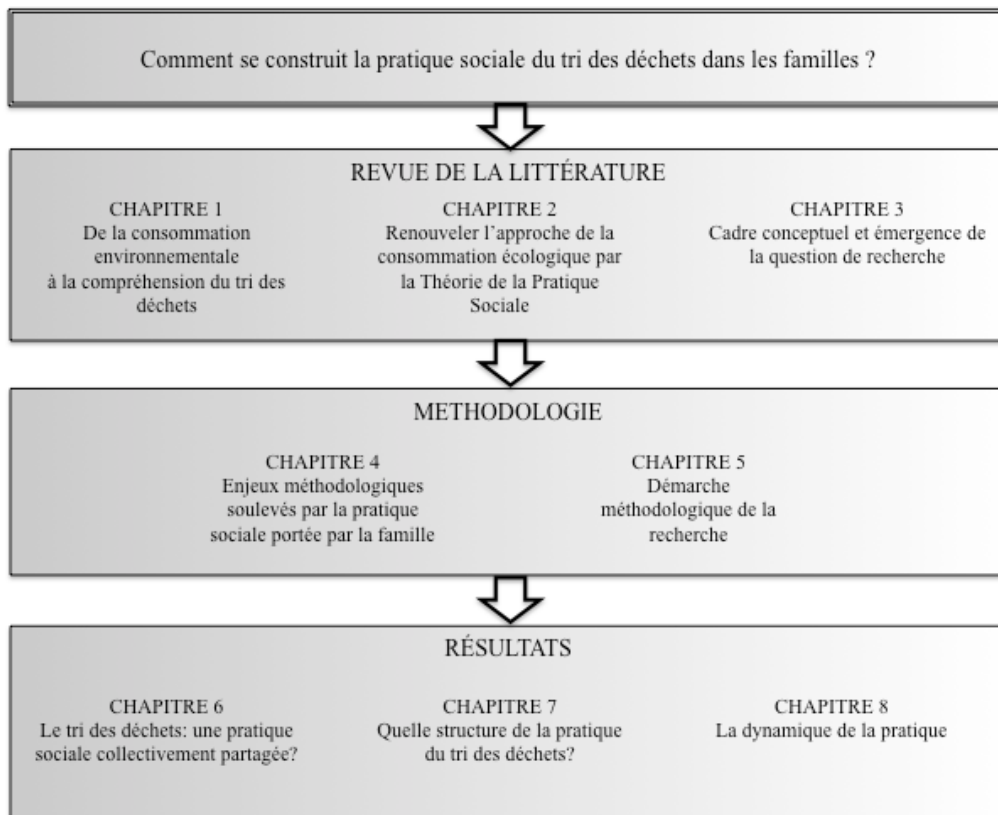 Comment se construit la pratique sociale du tri des déchets dans les familles ?
REVUE DE LA LITTÉRATURE
CHAPITRE 1
De la consommation
environnementale
à la compréhension du tri des
déchets
CHAPITRE 2
Renouveler l’approche de la
consommation écologique par
la Théorie de la Pratique
Sociale
CHAPITRE 3
Cadre conceptuel et émergence de
la question de recherche
METHODOLOGIE
CHAPITRE 4
Enjeux méthodologiques
soulevés par la pratique
sociale portée par la famille
CHAPITRE 5
Démarche
méthodologique de la
recherche
RÉSULTATS
CHAPITRE 6
Le tri des déchets: une pratique
sociale collectivement partagée?
CHAPITRE 7
Quelle structure de la pratique
du tri des déchets?
CHAPITRE 8
La dynamique de la pratique